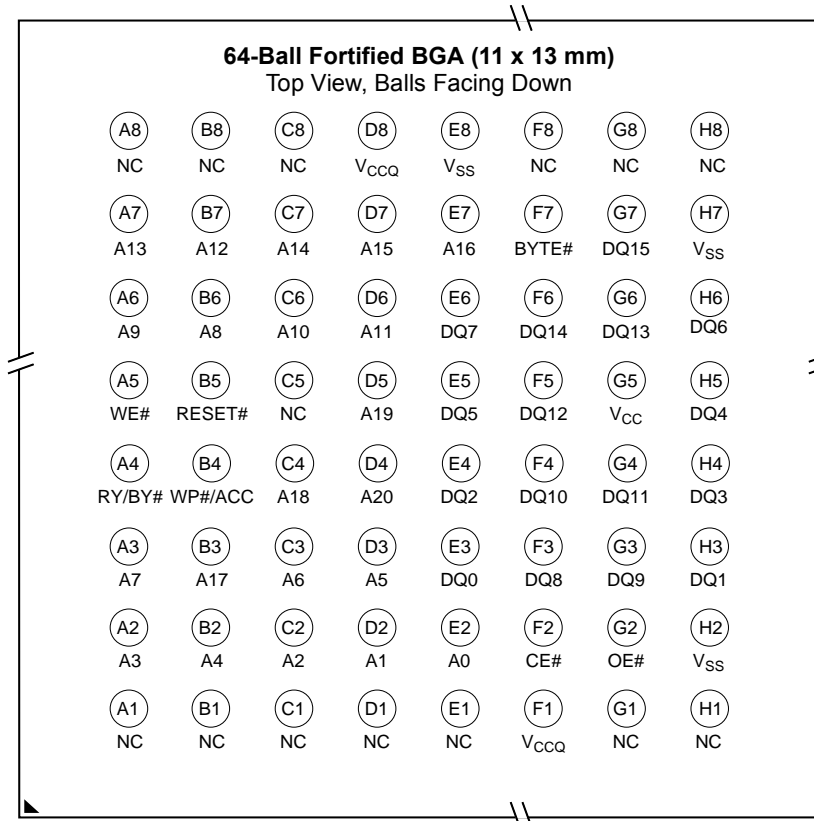 64-Ball Fortified BGA (11 x 13 mm)
Top View, Balls Facing Down
A8 B8 C8 D8 E8 F8 G8 H8
NC NC NC VCCQ VSS NC NC NC
A7 B7 C7 D7 E7 F7 G7 H7
A13 A12 A14 A15 A16 BYTE# DQ15 VSS
A6 B6 C6 D6 E6 F6 G6 H6
A9 A8 A10 A11 DQ7 DQ14 DQ13 DQ6
A5 B5 C5 D5 E5 F5 G5 H5
WE# RESET# NC A19 DQ5 DQ12 VCC DQ4
A4 B4 C4 D4 E4 F4 G4 H4
RY/BY# WP#/ACC A18 A20 DQ2 DQ10 DQ11 DQ3
A3 B3 C3 D3 E3 F3 G3 H3
A7 A17 A6 A5 DQ0 DQ8 DQ9 DQ1
A2 B2 C2 D2 E2 F2 G2 H2
A3 A4 A2 A1 A0 CE# OE# VSS
A1 B1 C1 D1 E1 F1 G1 H1
NC NC NC NC NC VCCQ NC NC